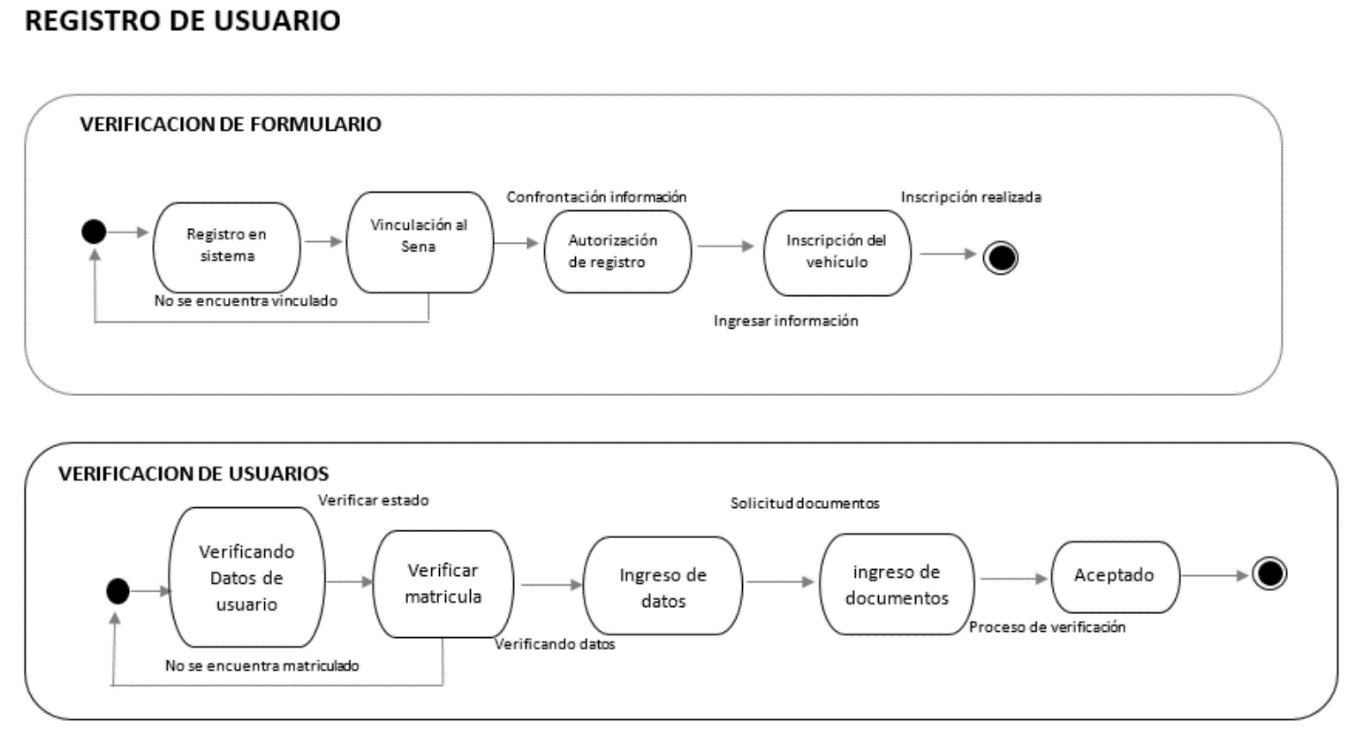 REGISTRO DE USUARIO
VERIFICACION DE FORMULARIO
Confrontación información
Inscripción realizada
Registro en
sistema
Vinculación al
Sena
Autorización
de registro
Inscripción del
vehículo
No se encuentra vinculado
Ingresar información
VERIFICACION DE USUARIOS
Verificar estado
Solicitud documentos
Verificando
Datos de
usuario
Verificar
matricula
Ingreso de
datos
ingreso de
documentos
Aceptado
Proceso de verificación
Verificando datos
No se encuentra matriculado